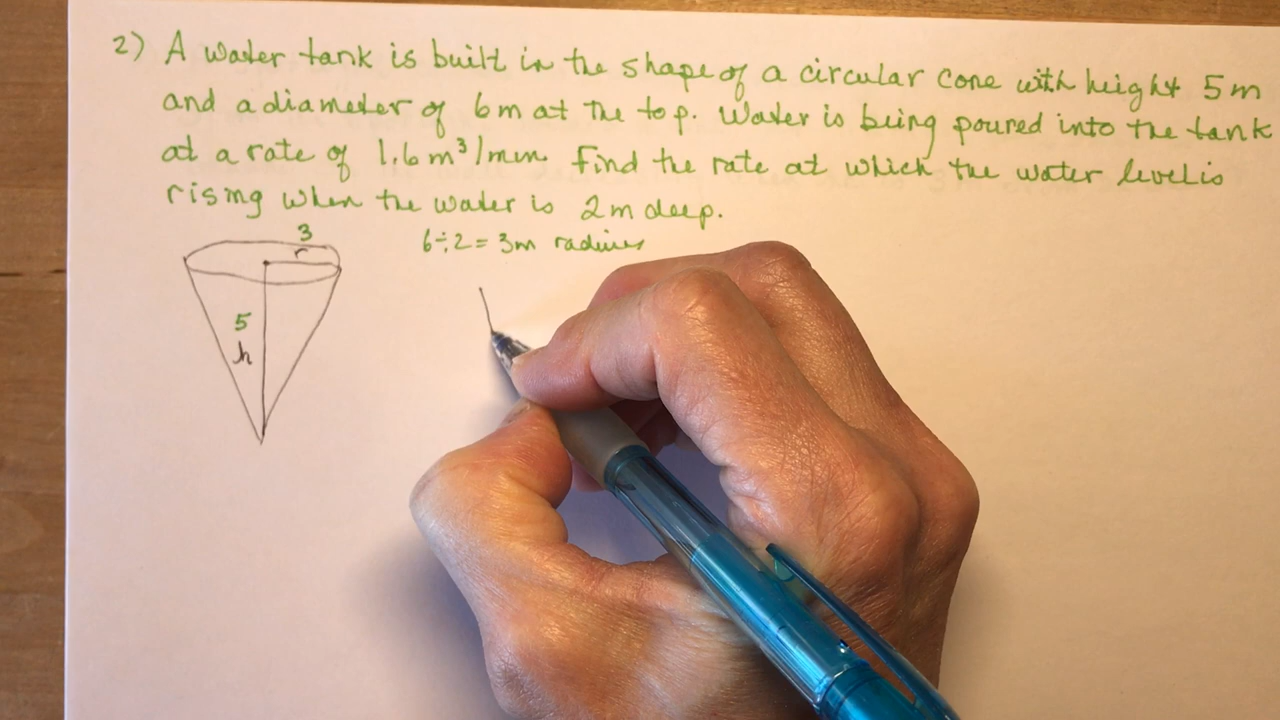 2) A water tank is built in the shape of a circular cone with height 5m
and a diameter of 6m at the top. Water is being poured into the tank
at a rate of 1.6 m³/min. Find the rate at which the water level is
rising when the water is 2m deep.
6÷2 = 3m radius
3
r
5
h